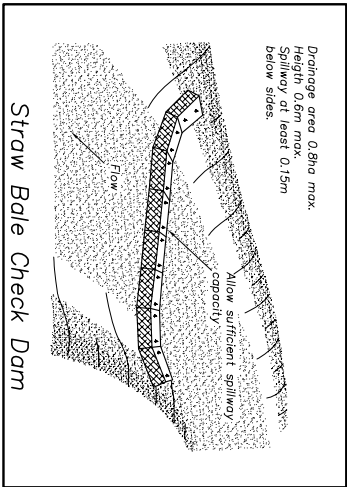 Drainage area 0.8ha max.
Heigth 0.6m max.
Spillway at least 0.15m
below sides.
Allow sufficient spillway
capacity
Flow
Straw Bale Check Dam